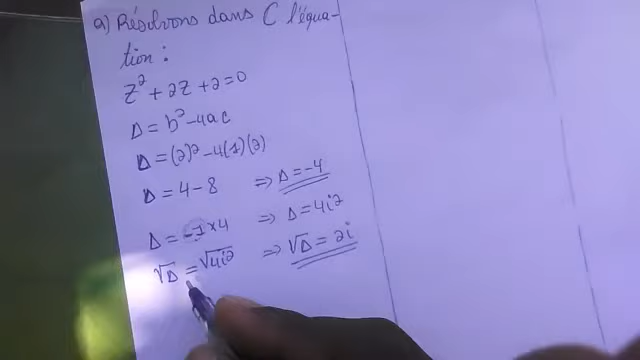 a) Résolvons dans C l'équa-
tion :
Z² + 2Z + 2 = 0
Δ = b² - 4ac
Δ = (2)² - 4(1)(2)
Δ = 4 - 8 ⇒ Δ = -4
Δ = -1 × 4 ⇒ Δ = 4i²
√Δ = √4i² ⇒ √Δ = 2i